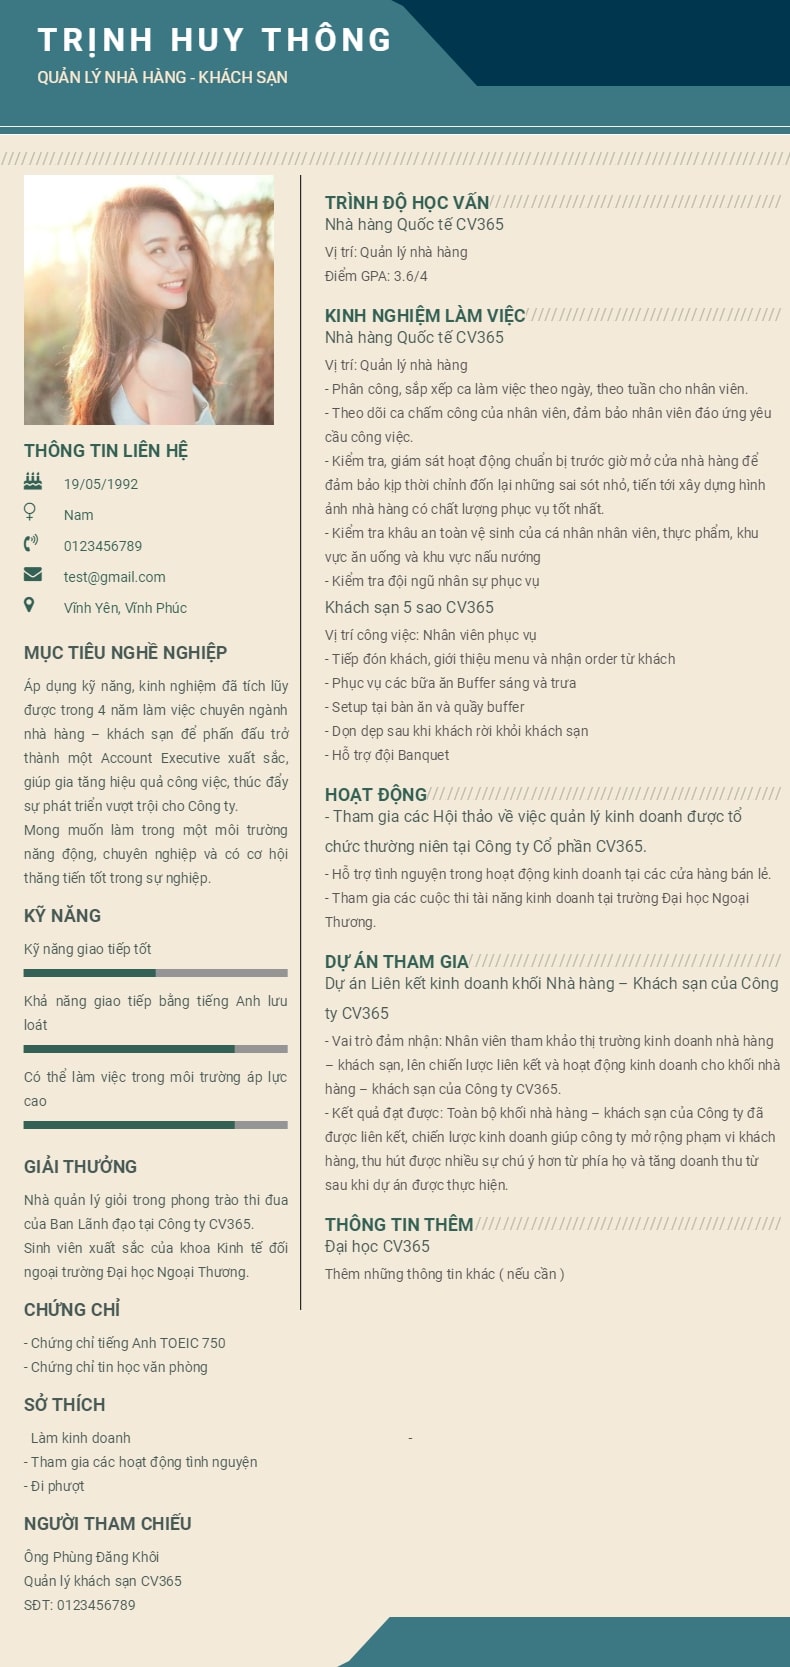 TRỊNH HUY THÔNG
QUẢN LÝ NHÀ HÀNG - KHÁCH SẠN
THÔNG TIN LIÊN HỆ
19/05/1992
Nam
0123456789
test@gmail.com
Vĩnh Yên, Vĩnh Phúc
MỤC TIÊU NGHỀ NGHIỆP
Áp dụng kỹ năng, kinh nghiệm đã tích lũy
được trong 4 năm làm việc chuyên ngành
nhà hàng – khách sạn để phấn đấu trở
thành một Account Executive xuất sắc,
giúp gia tăng hiệu quả công việc, thúc đẩy
sự phát triển vượt trội cho Công ty.
Mong muốn làm trong một môi trường
năng động, chuyên nghiệp và có cơ hội
thăng tiến tốt trong sự nghiệp.
KỸ NĂNG
Kỹ năng giao tiếp tốt
Khả năng giao tiếp bằng tiếng Anh lưu
loát
Có thể làm việc trong môi trường áp lực
cao
GIẢI THƯỞNG
Nhà quản lý giỏi trong phong trào thi đua
của Ban Lãnh đạo tại Công ty CV365.
Sinh viên xuất sắc của khoa Kinh tế đối
ngoại trường Đại học Ngoại Thương.
CHỨNG CHỈ
- Chứng chỉ tiếng Anh TOEIC 750
- Chứng chỉ tin học văn phòng
SỞ THÍCH
Làm kinh doanh -
- Tham gia các hoạt động tình nguyện
- Đi phượt
NGƯỜI THAM CHIẾU
Ông Phùng Đăng Khôi
Quản lý khách sạn CV365
SĐT: 0123456789
TRÌNH ĐỘ HỌC VẤN
Nhà hàng Quốc tế CV365
Vị trí: Quản lý nhà hàng
Điểm GPA: 3.6/4
KINH NGHIỆM LÀM VIỆC
Nhà hàng Quốc tế CV365
Vị trí: Quản lý nhà hàng
- Phân công, sắp xếp ca làm việc theo ngày, theo tuần cho nhân viên.
- Theo dõi ca chấm công của nhân viên, đảm bảo nhân viên đáo ứng yêu
cầu công việc.
- Kiểm tra, giám sát hoạt động chuẩn bị trước giờ mở cửa nhà hàng để
đảm bảo kịp thời chỉnh đốn lại những sai sót nhỏ, tiến tới xây dựng hình
ảnh nhà hàng có chất lượng phục vụ tốt nhất.
- Kiểm tra khâu an toàn vệ sinh của cá nhân nhân viên, thực phẩm, khu
vực ăn uống và khu vực nấu nướng
- Kiểm tra đội ngũ nhân sự phục vụ
Khách sạn 5 sao CV365
Vị trí công việc: Nhân viên phục vụ
- Tiếp đón khách, giới thiệu menu và nhận order từ khách
- Phục vụ các bữa ăn Buffer sáng và trưa
- Setup tại bàn ăn và quầy buffer
- Dọn dẹp sau khi khách rời khỏi khách sạn
- Hỗ trợ đội Banquet
HOẠT ĐỘNG
- Tham gia các Hội thảo về việc quản lý kinh doanh được tổ
chức thường niên tại Công ty Cổ phần CV365.
- Hỗ trợ tình nguyện trong hoạt động kinh doanh tại các cửa hàng bán lẻ.
- Tham gia các cuộc thi tài năng kinh doanh tại trường Đại học Ngoại
Thương.
DỰ ÁN THAM GIA
Dự án Liên kết kinh doanh khối Nhà hàng – Khách sạn của Công
ty CV365
- Vai trò đảm nhận: Nhân viên tham khảo thị trường kinh doanh nhà hàng
– khách sạn, lên chiến lược liên kết và hoạt động kinh doanh cho khối nhà
hàng – khách sạn của Công ty CV365.
- Kết quả đạt được: Toàn bộ khối nhà hàng – khách sạn của Công ty đã
được liên kết, chiến lược kinh doanh giúp công ty mở rộng phạm vi khách
hàng, thu hút được nhiều sự chú ý hơn từ phía họ và tăng doanh thu từ
sau khi dự án được thực hiện.
THÔNG TIN THÊM
Đại học CV365
Thêm những thông tin khác ( nếu cần )